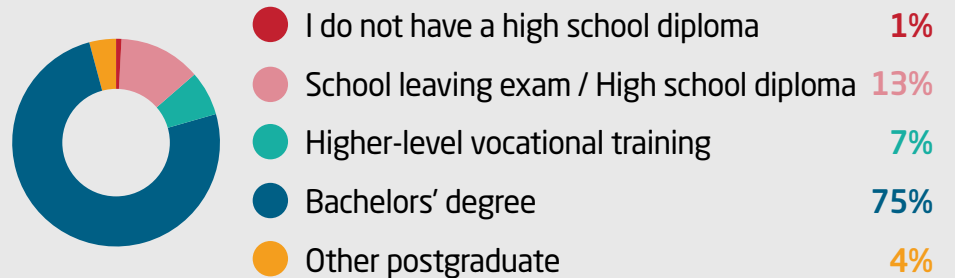 I do not have a high school diploma 1%
School leaving exam / High school diploma 13%
Higher-level vocational training 7%
Bachelors’ degree 75%
Other postgraduate 4%